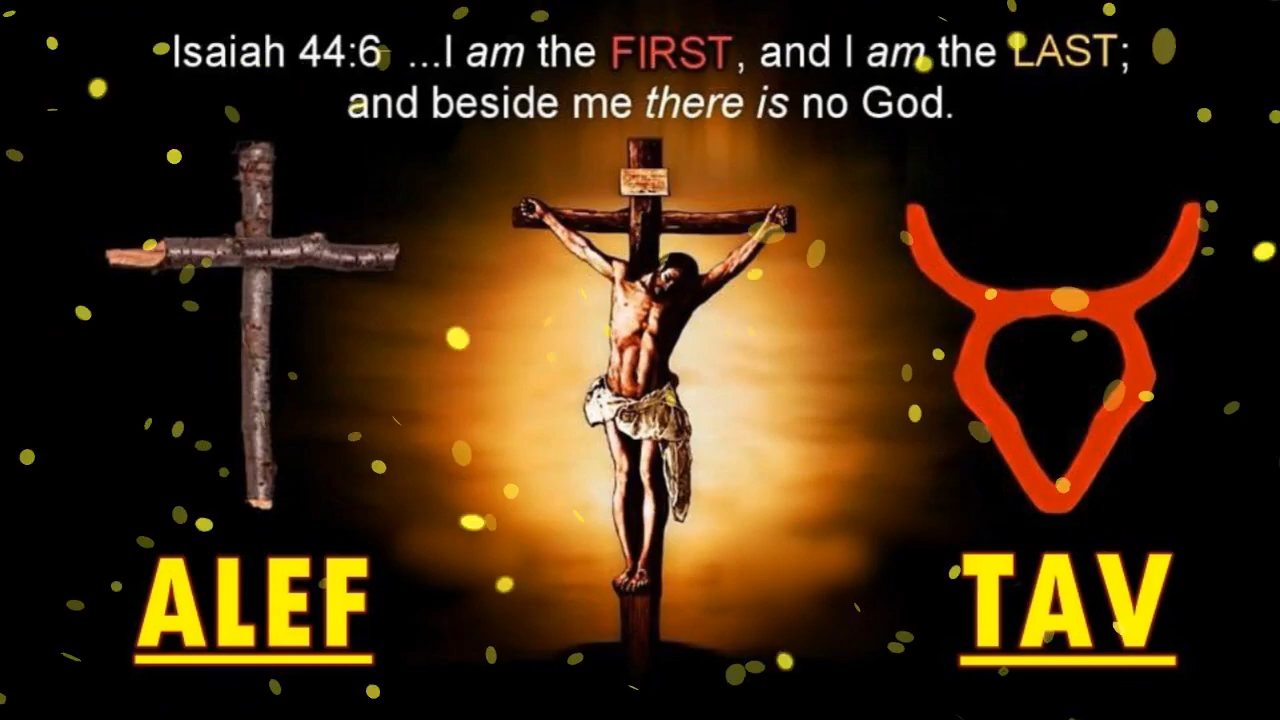 Isaiah 44:6 ...I am the FIRST, and I am the LAST;
and beside me there is no God.
ALEF
TAV